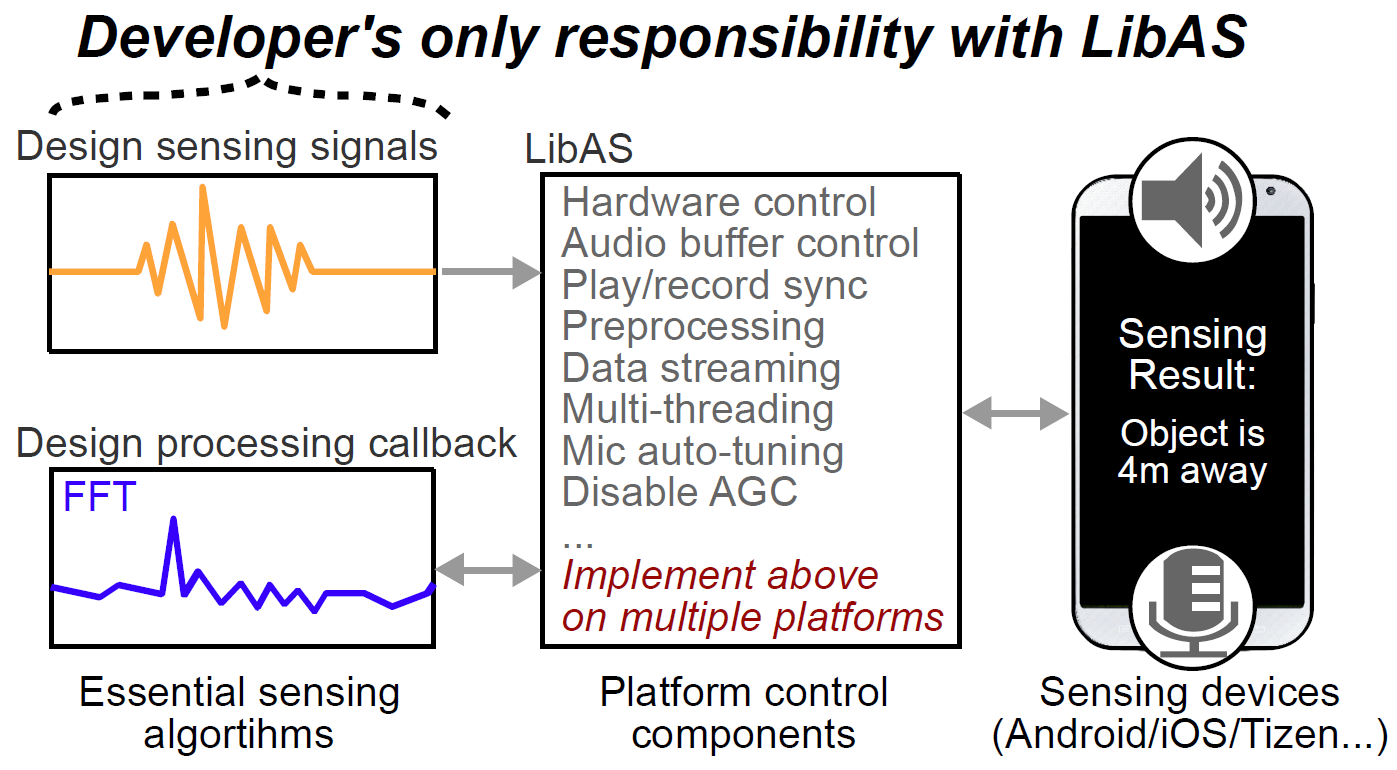 Developer's only responsibility with LibAS
Design sensing signals
Design processing callback
FFT
Essential sensing
algortihms
LibAS
Hardware control
Audio buffer control
Play/record sync
Preprocessing
Data streaming
Multi-threading
Mic auto-tuning
Disable AGC
...
Implement above
on multiple platforms
Platform control
components
Sensing
Result:
Object is
4m away
Sensing devices
(Android/iOS/Tizen...)